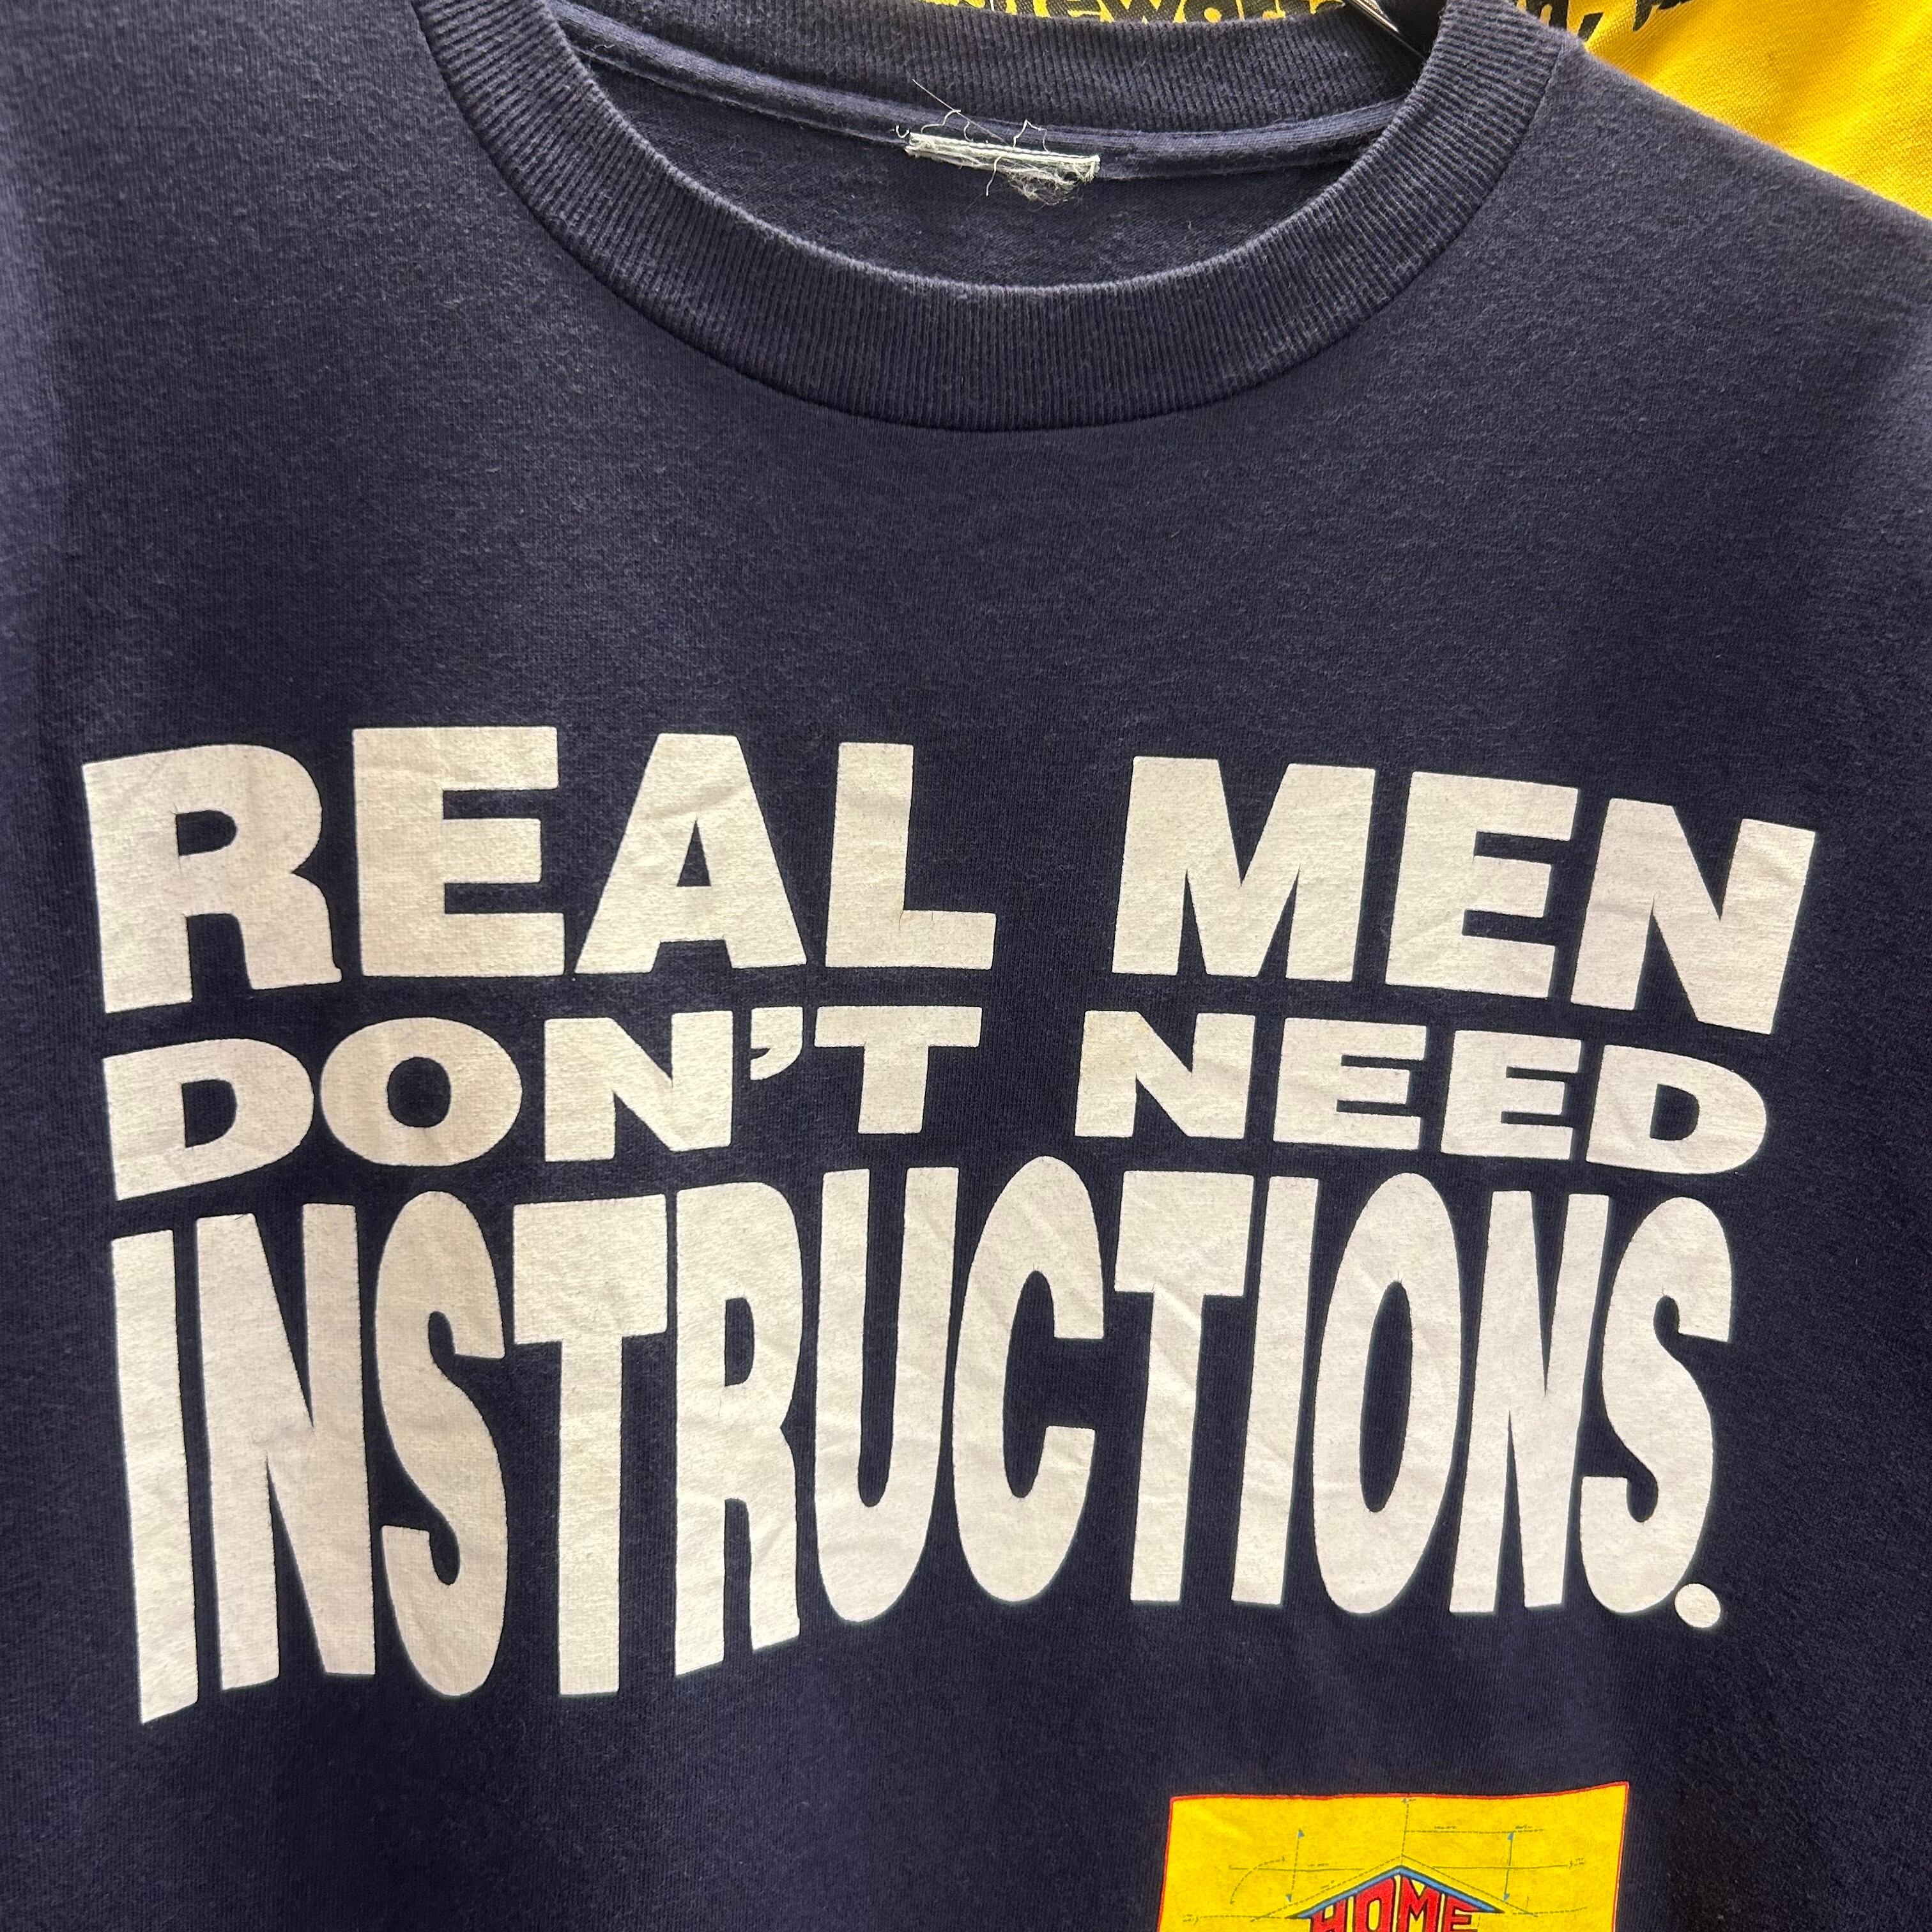 REAL MEN
DON'T NEED
INSTRUCTIONS.
HOME